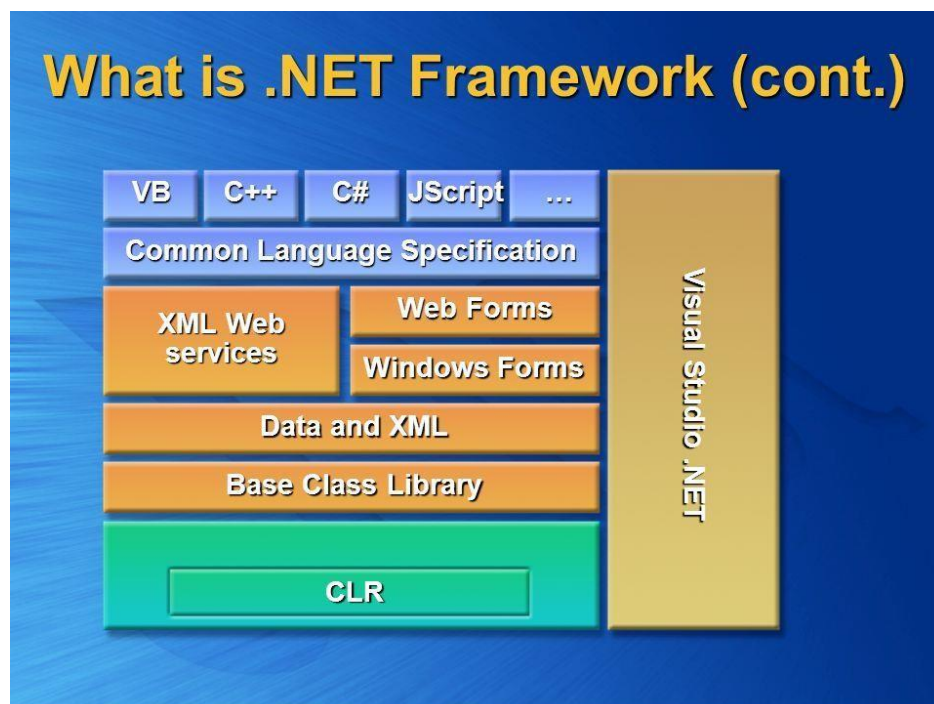 What is .NET Framework (cont.)
VB
C++
C#
JScript
...
Common Language Specification
XML Web
services
Web Forms
Windows Forms
Data and XML
Base Class Library
CLR
Visual Studio .NET